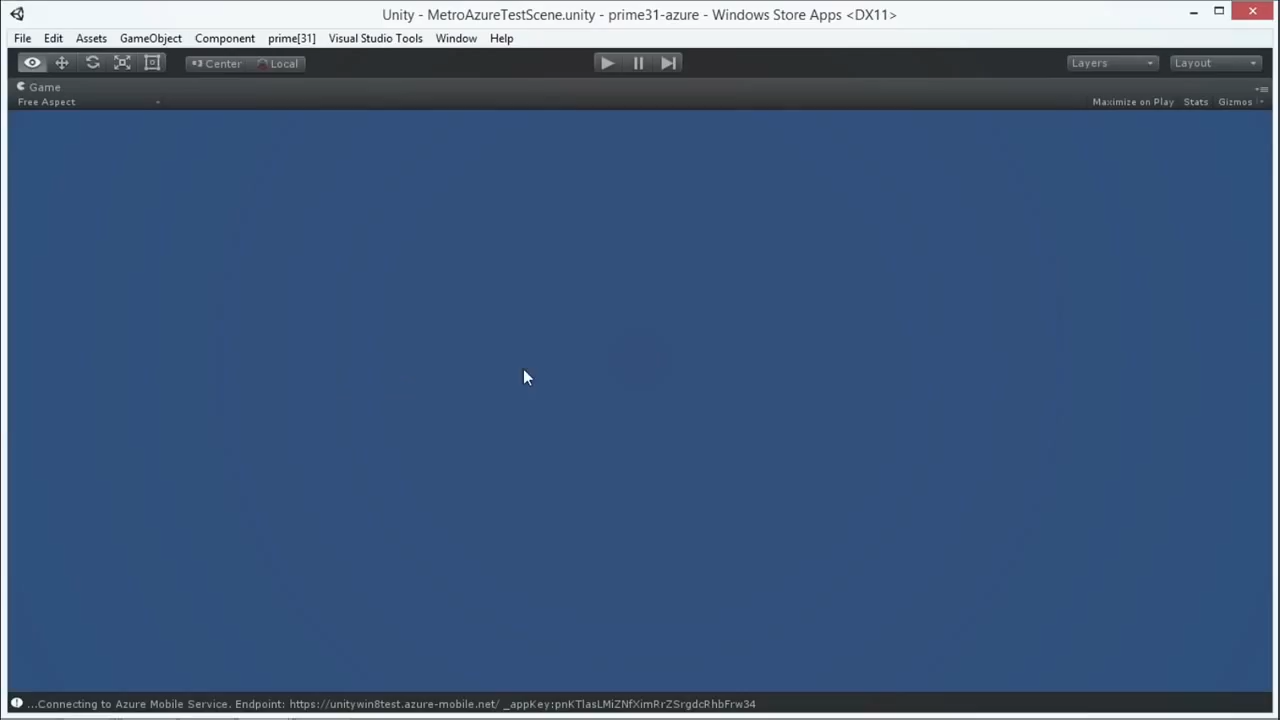 Unity - MetroAzureTestScene.unity - prime31-azure - Windows Store Apps <DX11>
File Edit Assets GameObject Component prime[31] Visual Studio Tools Window Help
Center Local Layers Layout
Game
Free Aspect Maximize on Play Stats Gizmos
...Connecting to Azure Mobile Service. Endpoint: https://unitywin8test.azure-mobile.net/ _appKey:pnKTlasLMiZNfXimRrZSrgdcRhbFrw34